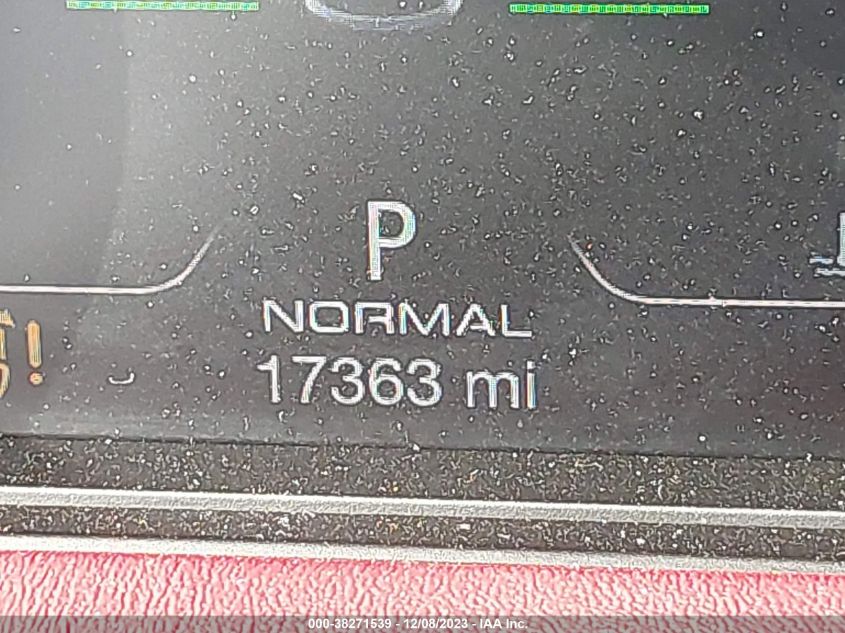 P
NORMAL
17363 mi
!
000-38271539 - 12/08/2023 - IAA Inc.